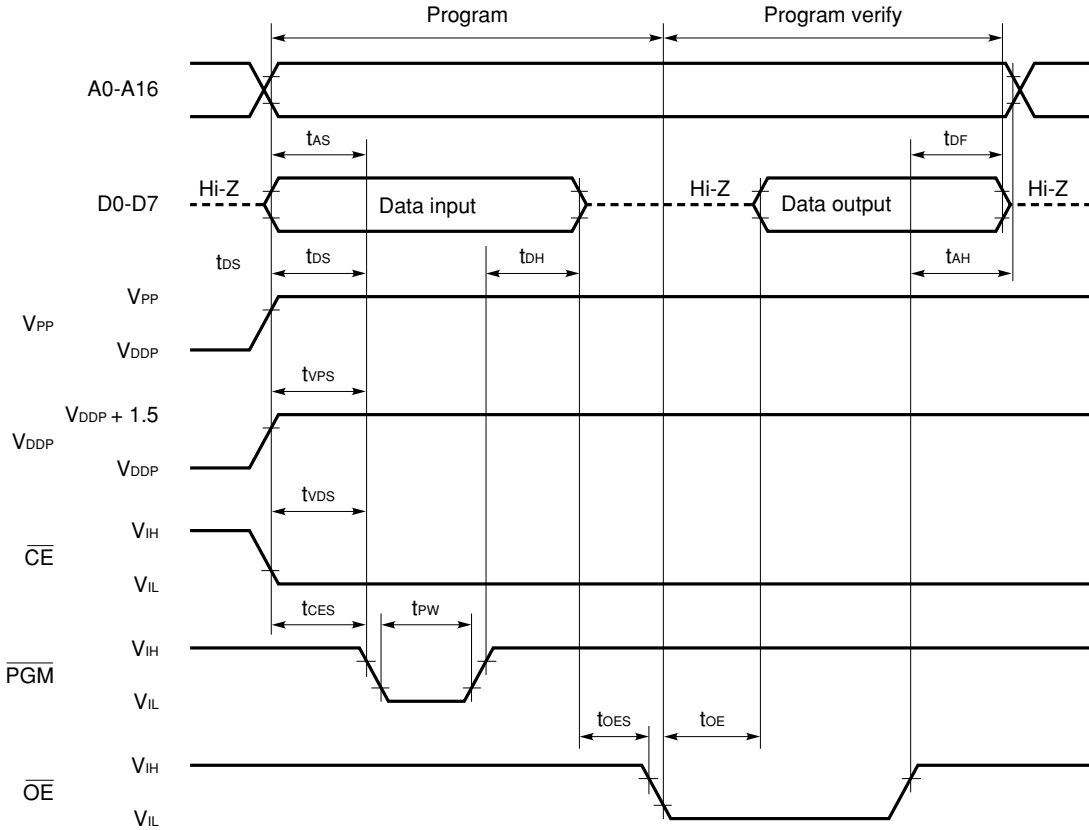 Program Program verify
A0-A16
tAS tDF
Hi-Z Hi-Z Hi-Z
D0-D7 Data input Data output
tDS tDS tDH tAH
VPP
VPP
VDDP
tVPS
VDDP + 1.5
VDDP
VDDP
tVDS
VIH
CE
VIL
tCES tPW
VIH
PGM
VIL
tOES tOE
VIH
OE
VIL